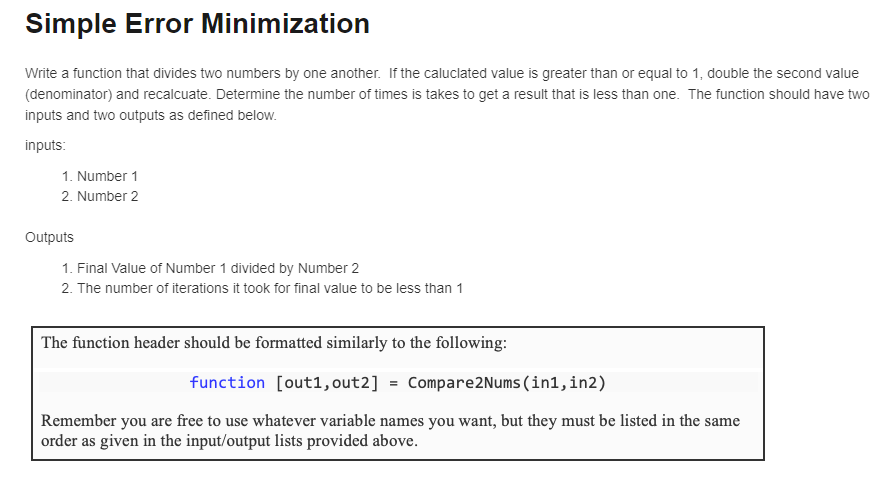 Simple Error Minimization
Write a function that divides two numbers by one another.  If the caluclated value is greater than or equal to 1, double the second value
(denominator) and recalcuate. Determine the number of times is takes to get a result that is less than one.  The function should have two
inputs and two outputs as defined below.
inputs:
1. Number 1
2. Number 2
Outputs
1. Final Value of Number 1 divided by Number 2
2. The number of iterations it took for final value to be less than 1
The function header should be formatted similarly to the following:
function [out1,out2] = Compare2Nums(in1,in2)
Remember you are free to use whatever variable names you want, but they must be listed in the same
order as given in the input/output lists provided above.